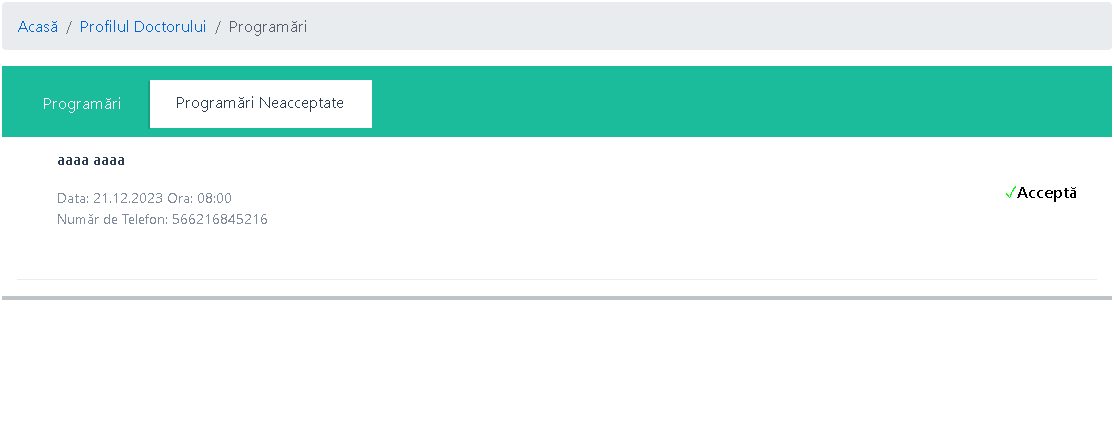 Acasă / Profilul Doctorului / Programări
Programări Programări Neacceptate
aaaa aaaa
Data: 21.12.2023 Ora: 08:00
✓Acceptă
Număr de Telefon: 566216845216